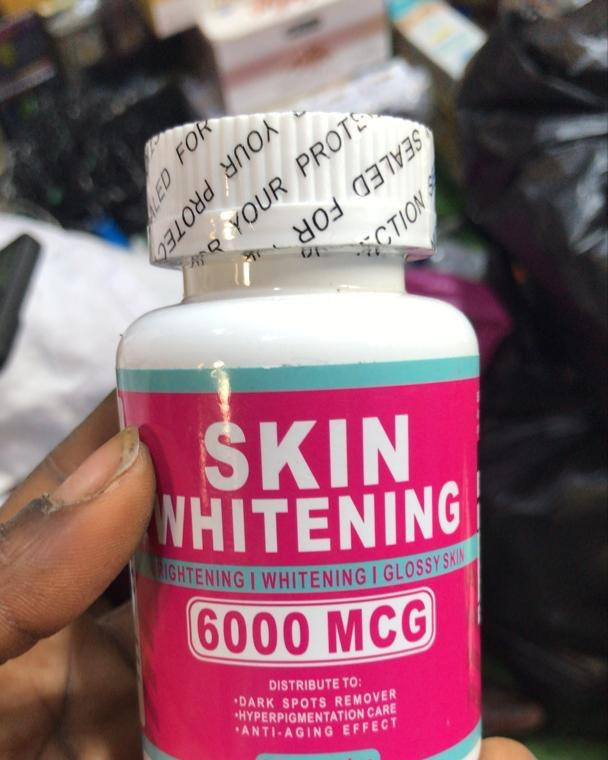 SEALED FOR YOUR PROTECTION
SKIN
WHITENING
BRIGHTENING | WHITENING | GLOSSY SKIN
6000 MCG
DISTRIBUTE TO:
•DARK SPOTS REMOVER
•HYPERPIGMENTATION CARE
•ANTI-AGING EFFECT